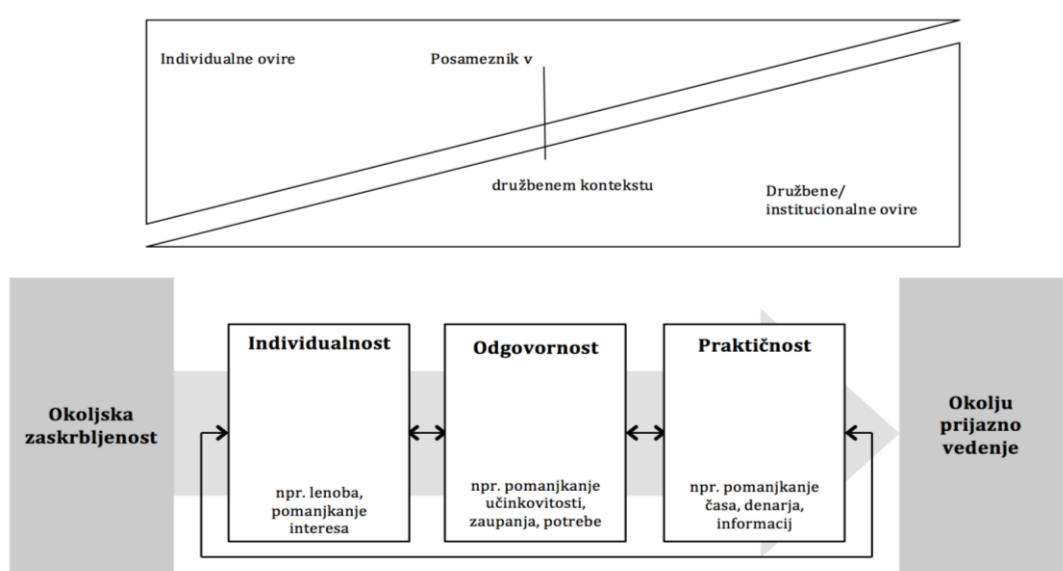 Individualne ovire
Posameznik v
družbenem kontekstu
Družbene/
institucionalne ovire
Okoljska
zaskrbljenost
Individualnost
npr. lenoba,
pomanjkanje
interesa
Odgovornost
npr. pomanjkanje
učinkovitosti,
zaupanja, potrebe
Praktičnost
npr. pomanjkanje
časa, denarja,
informacij
Okolju
prijazno
vedenje